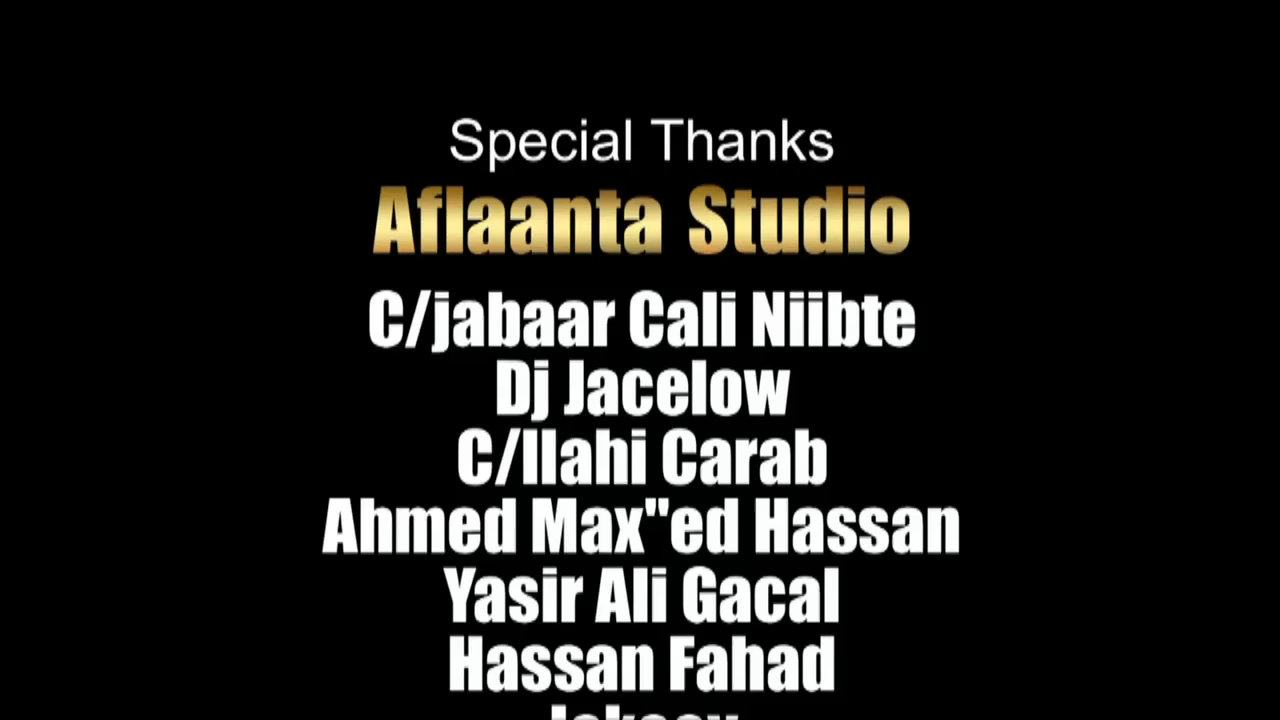 Special Thanks
Aflaanta Studio
C/jabaar Cali Niibte
Dj Jacelow
C/llahi Carab
Ahmed Max"ed Hassan
Yasir Ali Gacal
Hassan Fahad